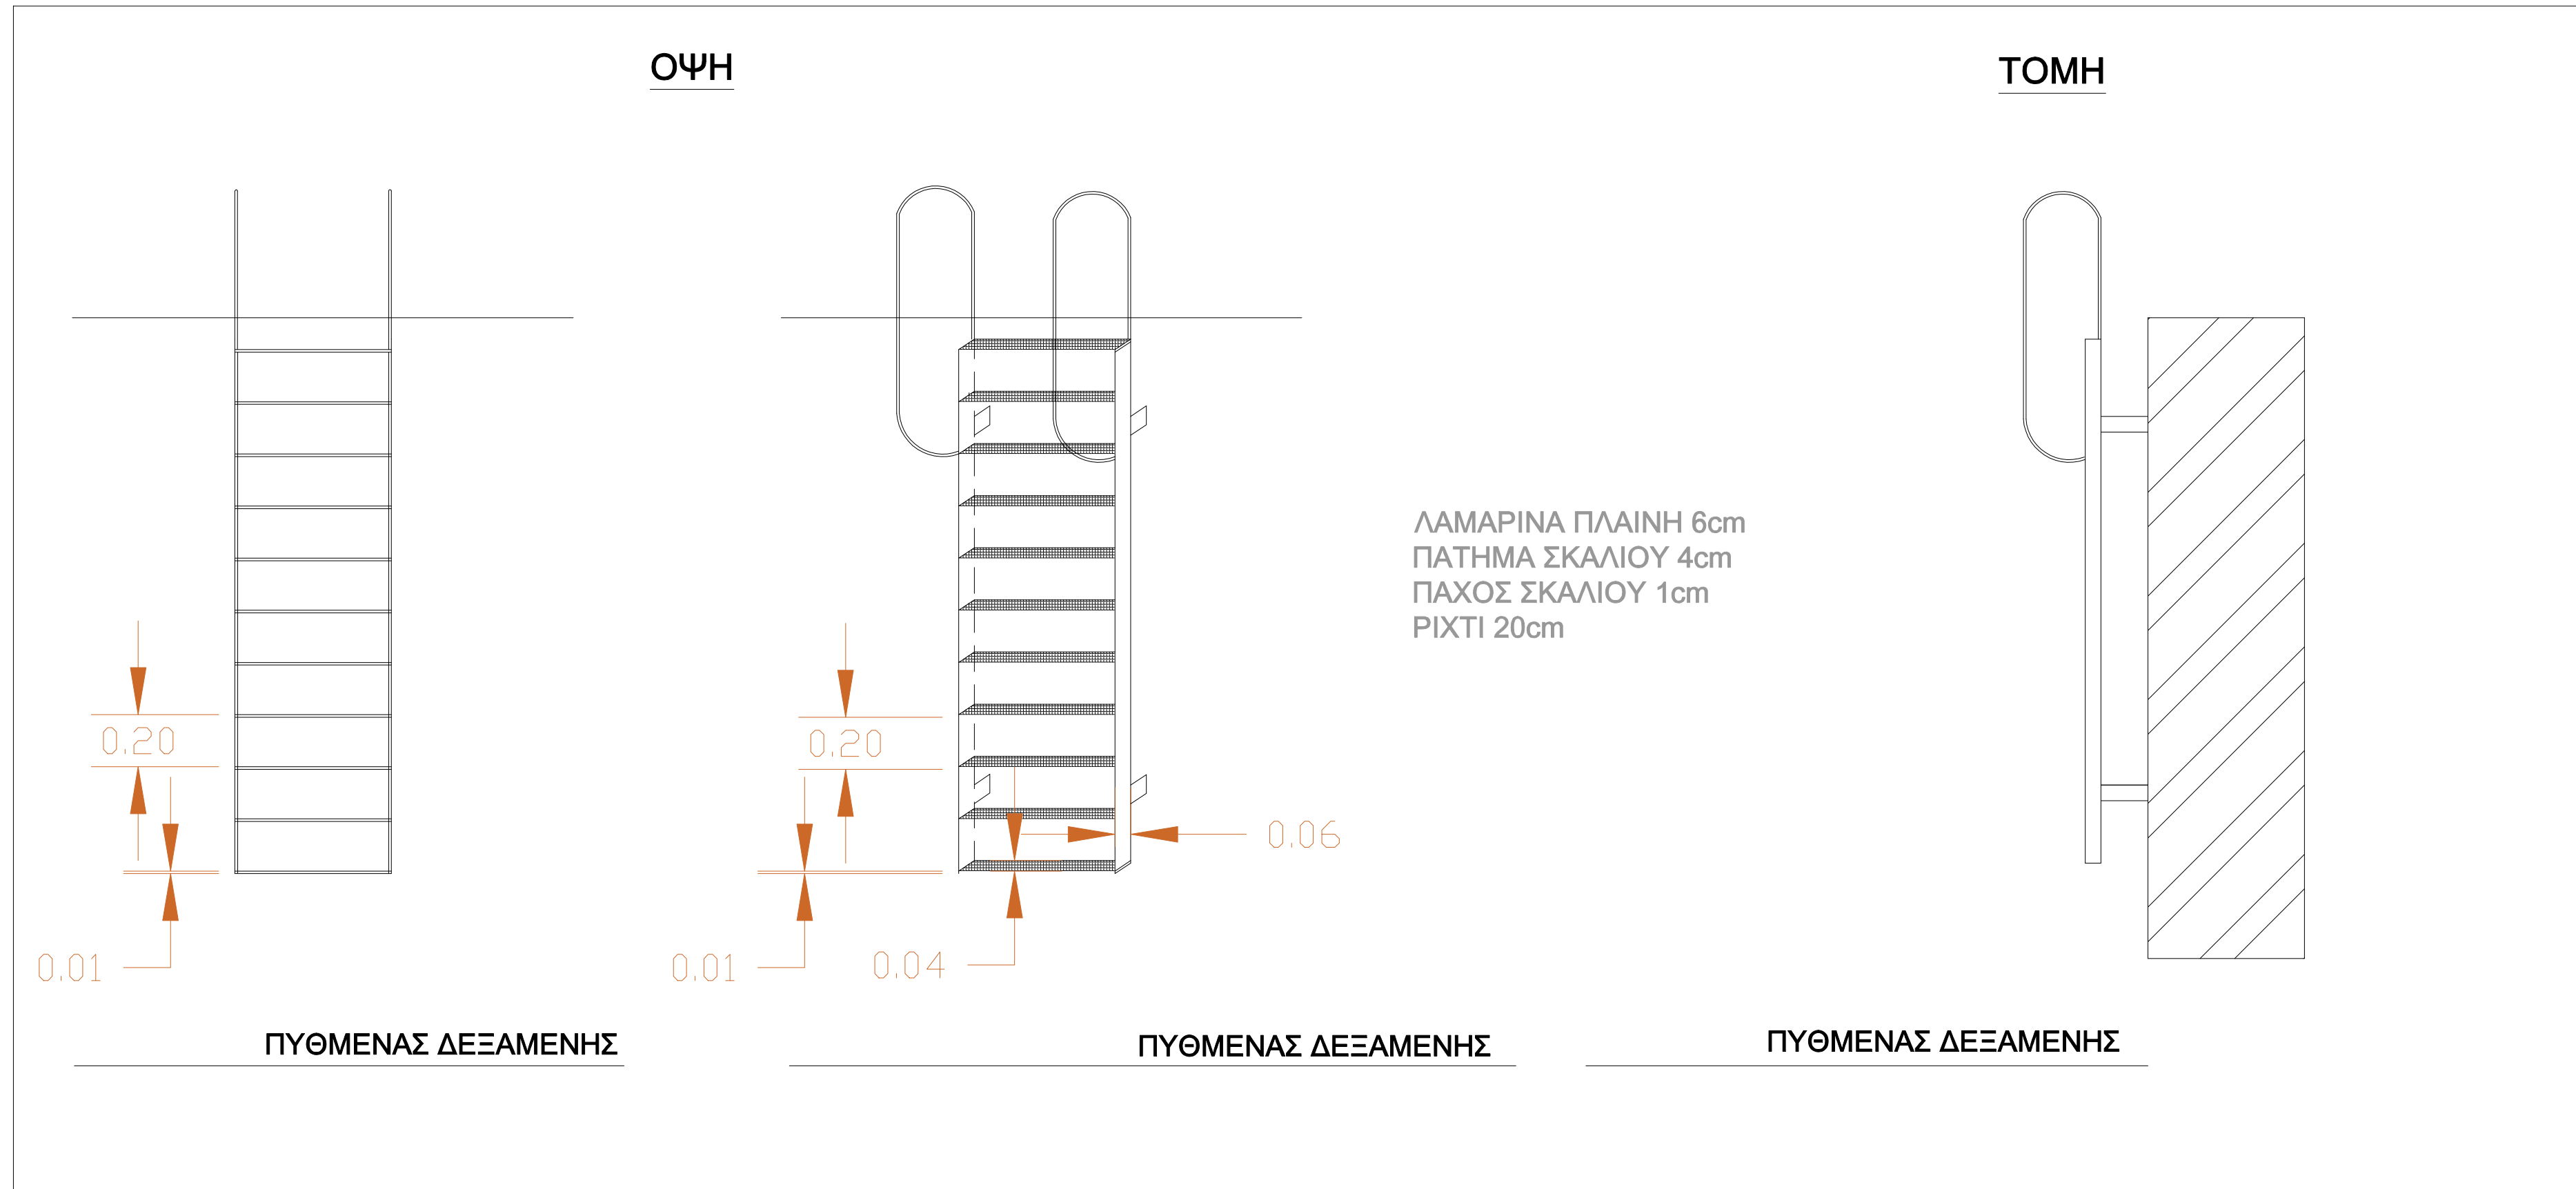 ΟΨΗ
ΤΟΜΗ
ΛΑΜΑΡΙΝΑ ΠΛΑΙΝΗ 6cm
ΠΑΤΗΜΑ ΣΚΑΛΙΟΥ 4cm
ΠΑΧΟΣ ΣΚΑΛΙΟΥ 1cm
ΡΙΧΤΙ 20cm
0,20
0,20
0,06
0,01
0,01
0,04
ΠΥΘΜΕΝΑΣ ΔΕΞΑΜΕΝΗΣ
ΠΥΘΜΕΝΑΣ ΔΕΞΑΜΕΝΗΣ
ΠΥΘΜΕΝΑΣ ΔΕΞΑΜΕΝΗΣ